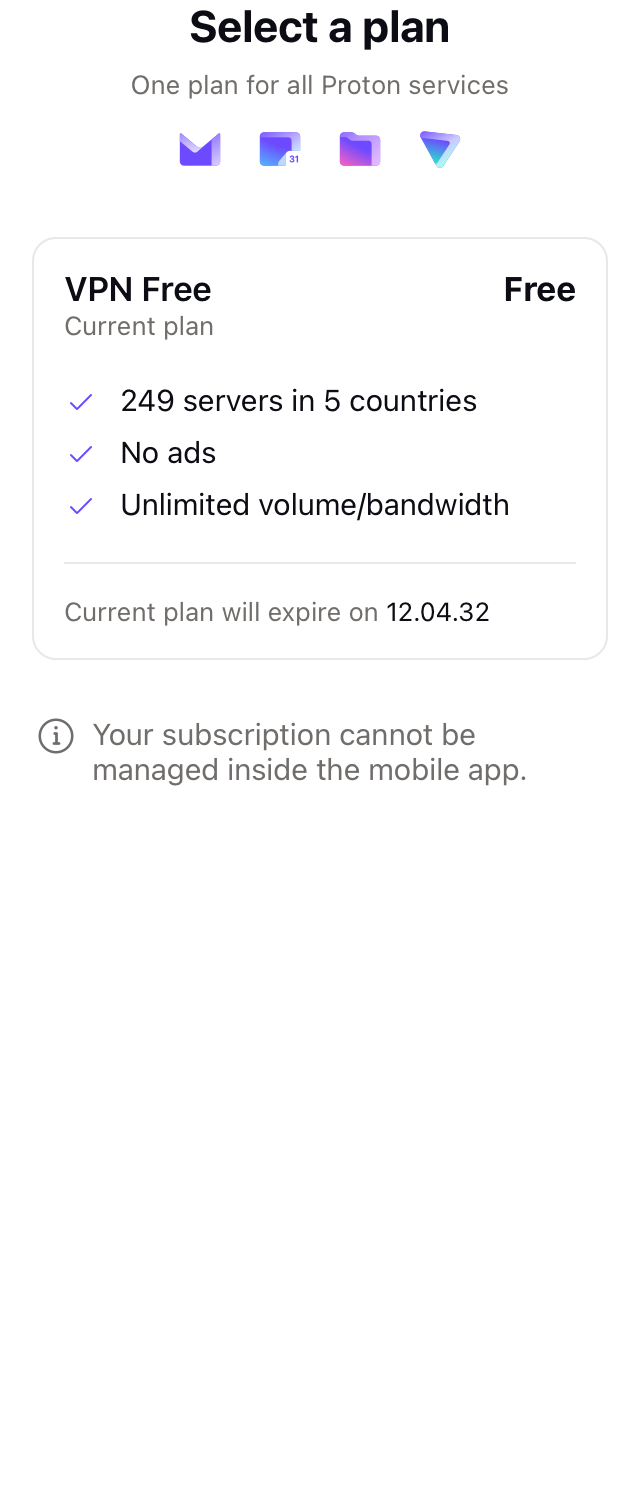 Select a plan
One plan for all Proton services
31
VPN Free
Free
Current plan
249 servers in 5 countries
No ads
Unlimited volume/bandwidth
Current plan will expire on 12.04.32
Your subscription cannot be
managed inside the mobile app.